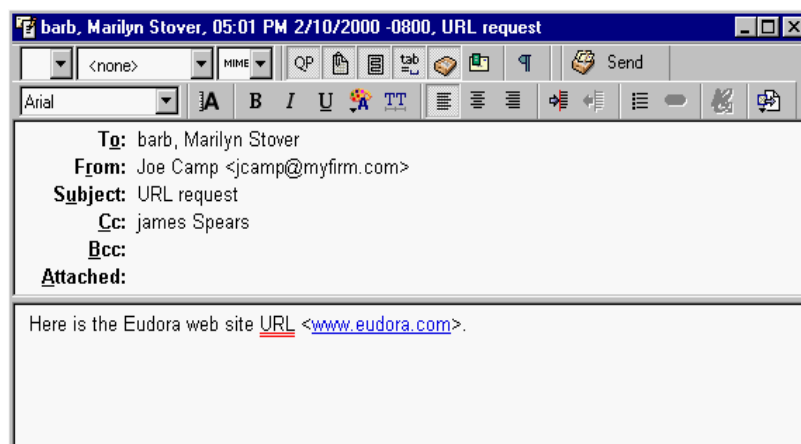 barb, Marilyn Stover, 05:01 PM 2/10/2000 -0800, URL request
<none> MIME QP tab ¶ Send
Arial A B I U A TT
To: barb, Marilyn Stover
From: Joe Camp <jcamp@myfirm.com>
Subject: URL request
Cc: james Spears
Bcc:
Attached:
Here is the Eudora web site URL <www.eudora.com>.